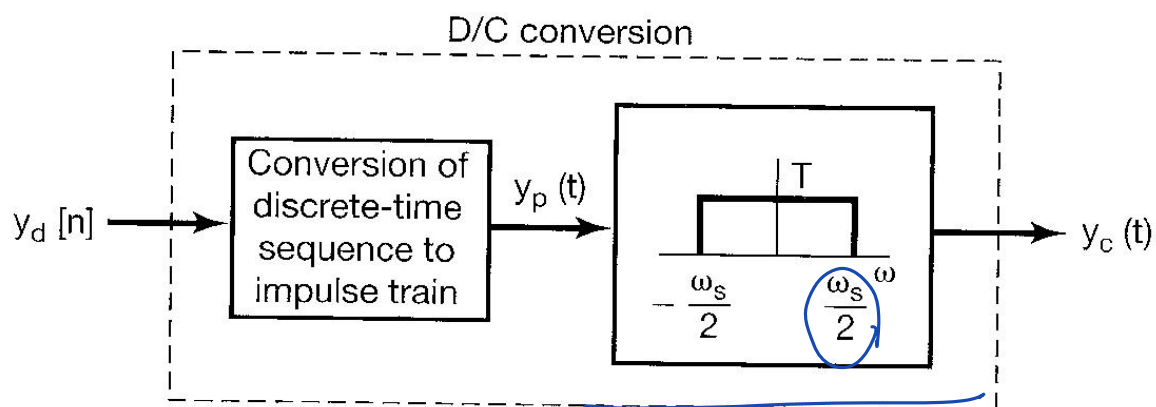 D/C conversion
Conversion of
discrete-time
sequence to
impulse train
y_d [n]
y_p (t)
T
ω
- ω_s/2
ω_s/2
y_c (t)